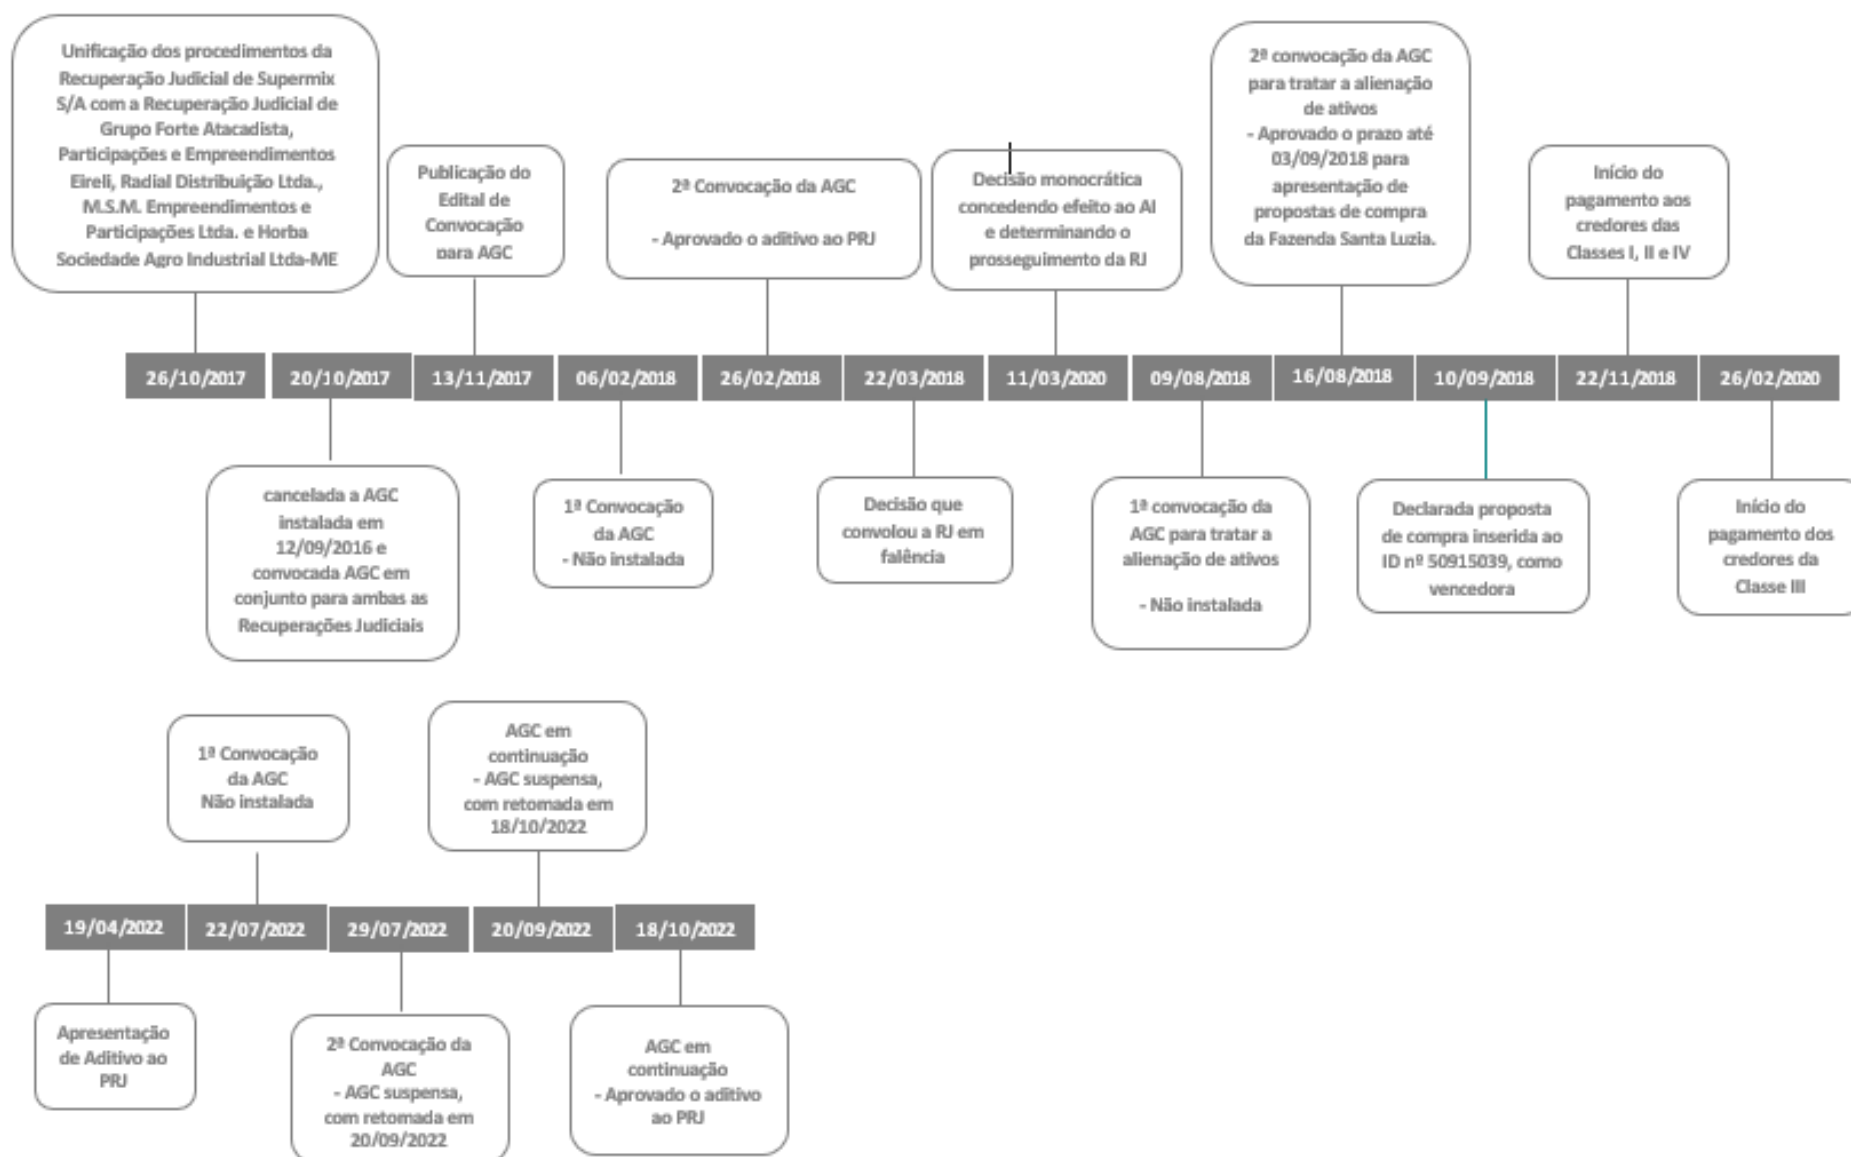 Unificação dos procedimentos da
Recuperação Judicial de Supermix
S/A com a Recuperação Judicial de
Grupo Forte Atacadista,
Participações e Empreendimentos
Eireli, Radial Distribuição Ltda.,
M.S.M. Empreendimentos e
Participações Ltda. e Horba
Sociedade Agro Industrial Ltda-ME
Publicação do
Edital de
Convocação
para AGC
2ª Convocação da AGC
- Aprovado o aditivo ao PRJ
Decisão monocrática
concedendo efeito ao AI
e determinando o
prosseguimento da RJ
2ª convocação da AGC
para tratar a alienação
de ativos
- Aprovado o prazo até
03/09/2018 para
apresentação de
propostas de compra
da Fazenda Santa Luzia.
Início do
pagamento aos
credores das
Classes I, II e IV
26/10/2017
20/10/2017
13/11/2017
06/02/2018
26/02/2018
22/03/2018
11/03/2020
09/08/2018
16/08/2018
10/09/2018
22/11/2018
26/02/2020
cancelada a AGC
instalada em
12/09/2016 e
convocada AGC em
conjunto para ambas as
Recuperações Judiciais
1ª Convocação
da AGC
- Não instalada
Decisão que
convolou a RJ em
falência
1ª convocação da
AGC para tratar a
alienação de ativos
- Não instalada
Declarada proposta
de compra inserida ao
ID nº 50915039, como
vencedora
Início do
pagamento dos
credores da
Classe III
1ª Convocação
da AGC
Não instalada
AGC em
continuação
- AGC suspensa,
com retomada em
18/10/2022
19/04/2022
22/07/2022
29/07/2022
20/09/2022
18/10/2022
Apresentação
de Aditivo ao
PRJ
2ª Convocação da
AGC
- AGC suspensa,
com retomada em
20/09/2022
AGC em
continuação
- Aprovado o aditivo
ao PRJ